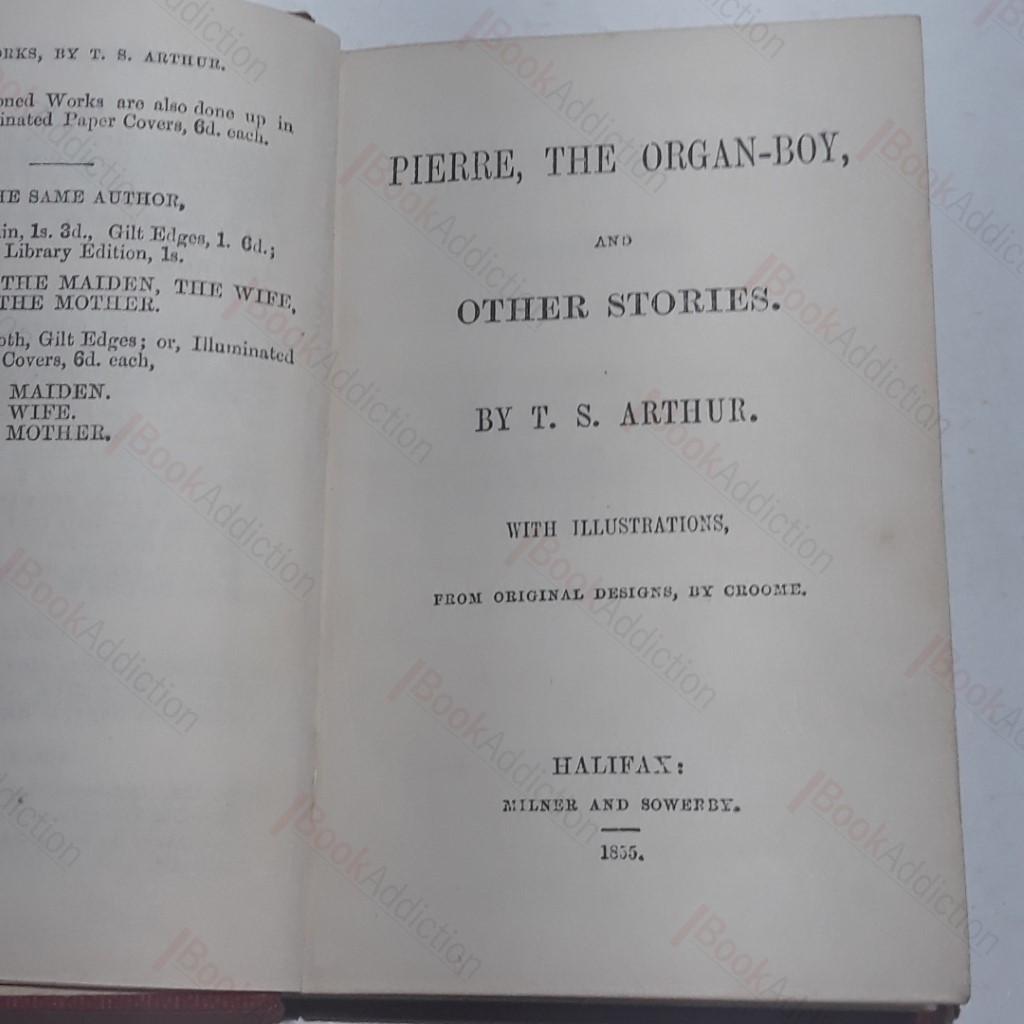 RKS, BY T. S. ARTHUR.
oned Works are also done up in
inated Paper Covers, 6d. each.
HE SAME AUTHOR,
in, 1s. 3d., Gilt Edges, 1. 6d.;
Library Edition, 1s.
THE MAIDEN, THE WIFE,
THE MOTHER.
oth, Gilt Edges; or, Illuminated
Covers, 6d. each,
MAIDEN.
WIFE.
MOTHER.
PIERRE, THE ORGAN-BOY,
AND
OTHER STORIES.
BY T. S. ARTHUR.
WITH ILLUSTRATIONS,
FROM ORIGINAL DESIGNS, BY CROOME.
HALIFAX:
MILNER AND SOWERBY.
1855.
BookAddiction